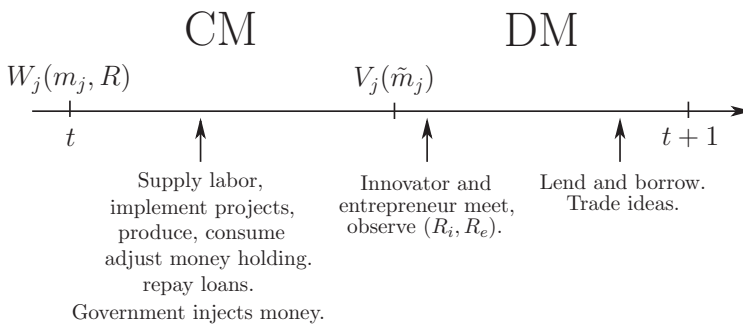 CM DM
W_j(m_j, R) V_j(m̃_j)
t t + 1
Supply labor,
implement projects,
produce, consume
adjust money holding.
repay loans.
Government injects money.
Innovator and
entrepreneur meet,
observe (R_i, R_e).
Lend and borrow.
Trade ideas.